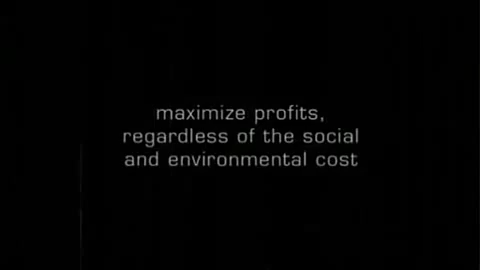 maximize profits,
regardless of the social
and environmental cost